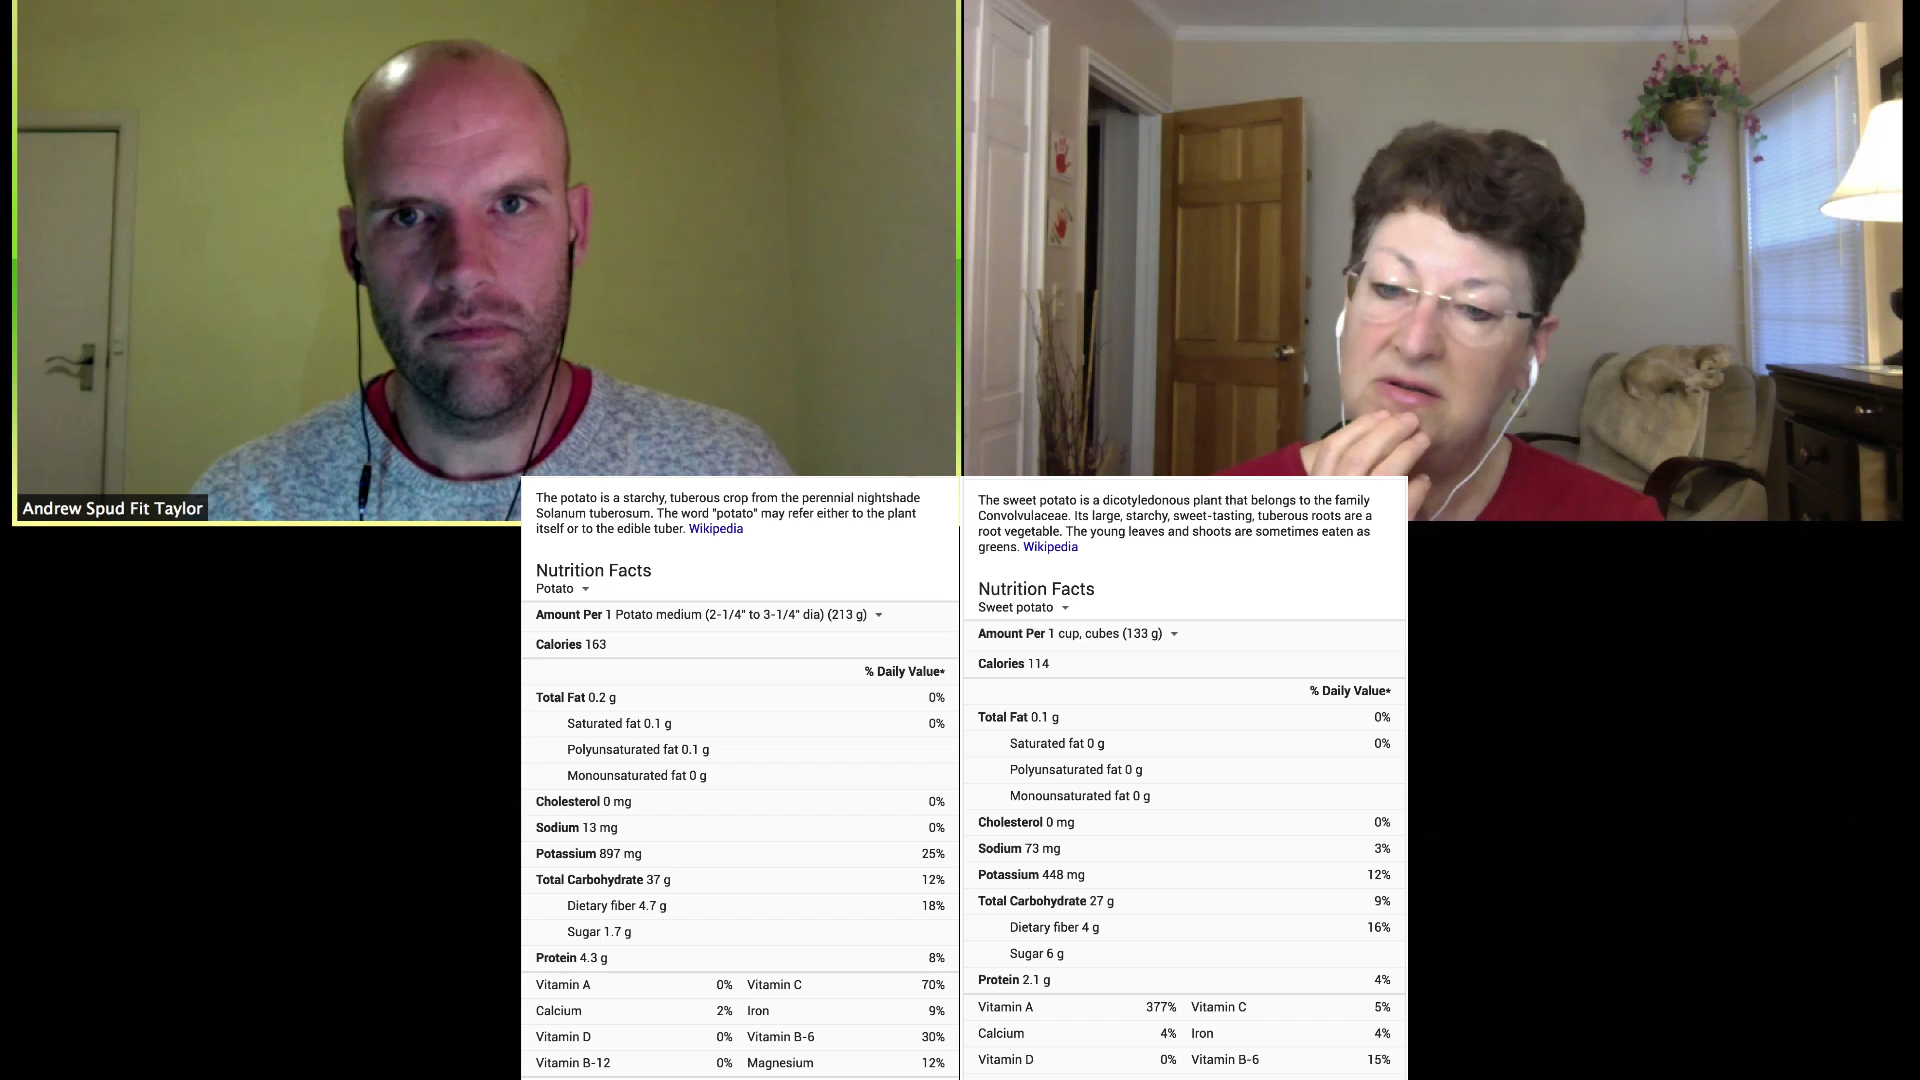 Andrew Spud Fit Taylor
The potato is a starchy, tuberous crop from the perennial nightshade
Solanum tuberosum. The word "potato" may refer either to the plant
itself or to the edible tuber. Wikipedia
Nutrition Facts
Potato
Amount Per 1 Potato medium (2-1/4" to 3-1/4" dia) (213 g)
Calories 163
% Daily Value*
Total Fat 0.2 g 0%
Saturated fat 0.1 g 0%
Polyunsaturated fat 0.1 g
Monounsaturated fat 0 g
Cholesterol 0 mg 0%
Sodium 13 mg 0%
Potassium 897 mg 25%
Total Carbohydrate 37 g 12%
Dietary fiber 4.7 g 18%
Sugar 1.7 g
Protein 4.3 g 8%
Vitamin A 0% Vitamin C 70%
Calcium 2% Iron 9%
Vitamin D 0% Vitamin B-6 30%
Vitamin B-12 0% Magnesium 12%
The sweet potato is a dicotyledonous plant that belongs to the family
Convolvulaceae. Its large, starchy, sweet-tasting, tuberous roots are a
root vegetable. The young leaves and shoots are sometimes eaten as
greens. Wikipedia
Nutrition Facts
Sweet potato
Amount Per 1 cup, cubes (133 g)
Calories 114
% Daily Value*
Total Fat 0.1 g 0%
Saturated fat 0 g 0%
Polyunsaturated fat 0 g
Monounsaturated fat 0 g
Cholesterol 0 mg 0%
Sodium 73 mg 3%
Potassium 448 mg 12%
Total Carbohydrate 27 g 9%
Dietary fiber 4 g 16%
Sugar 6 g
Protein 2.1 g 4%
Vitamin A 377% Vitamin C 5%
Calcium 4% Iron 4%
Vitamin D 0% Vitamin B-6 15%